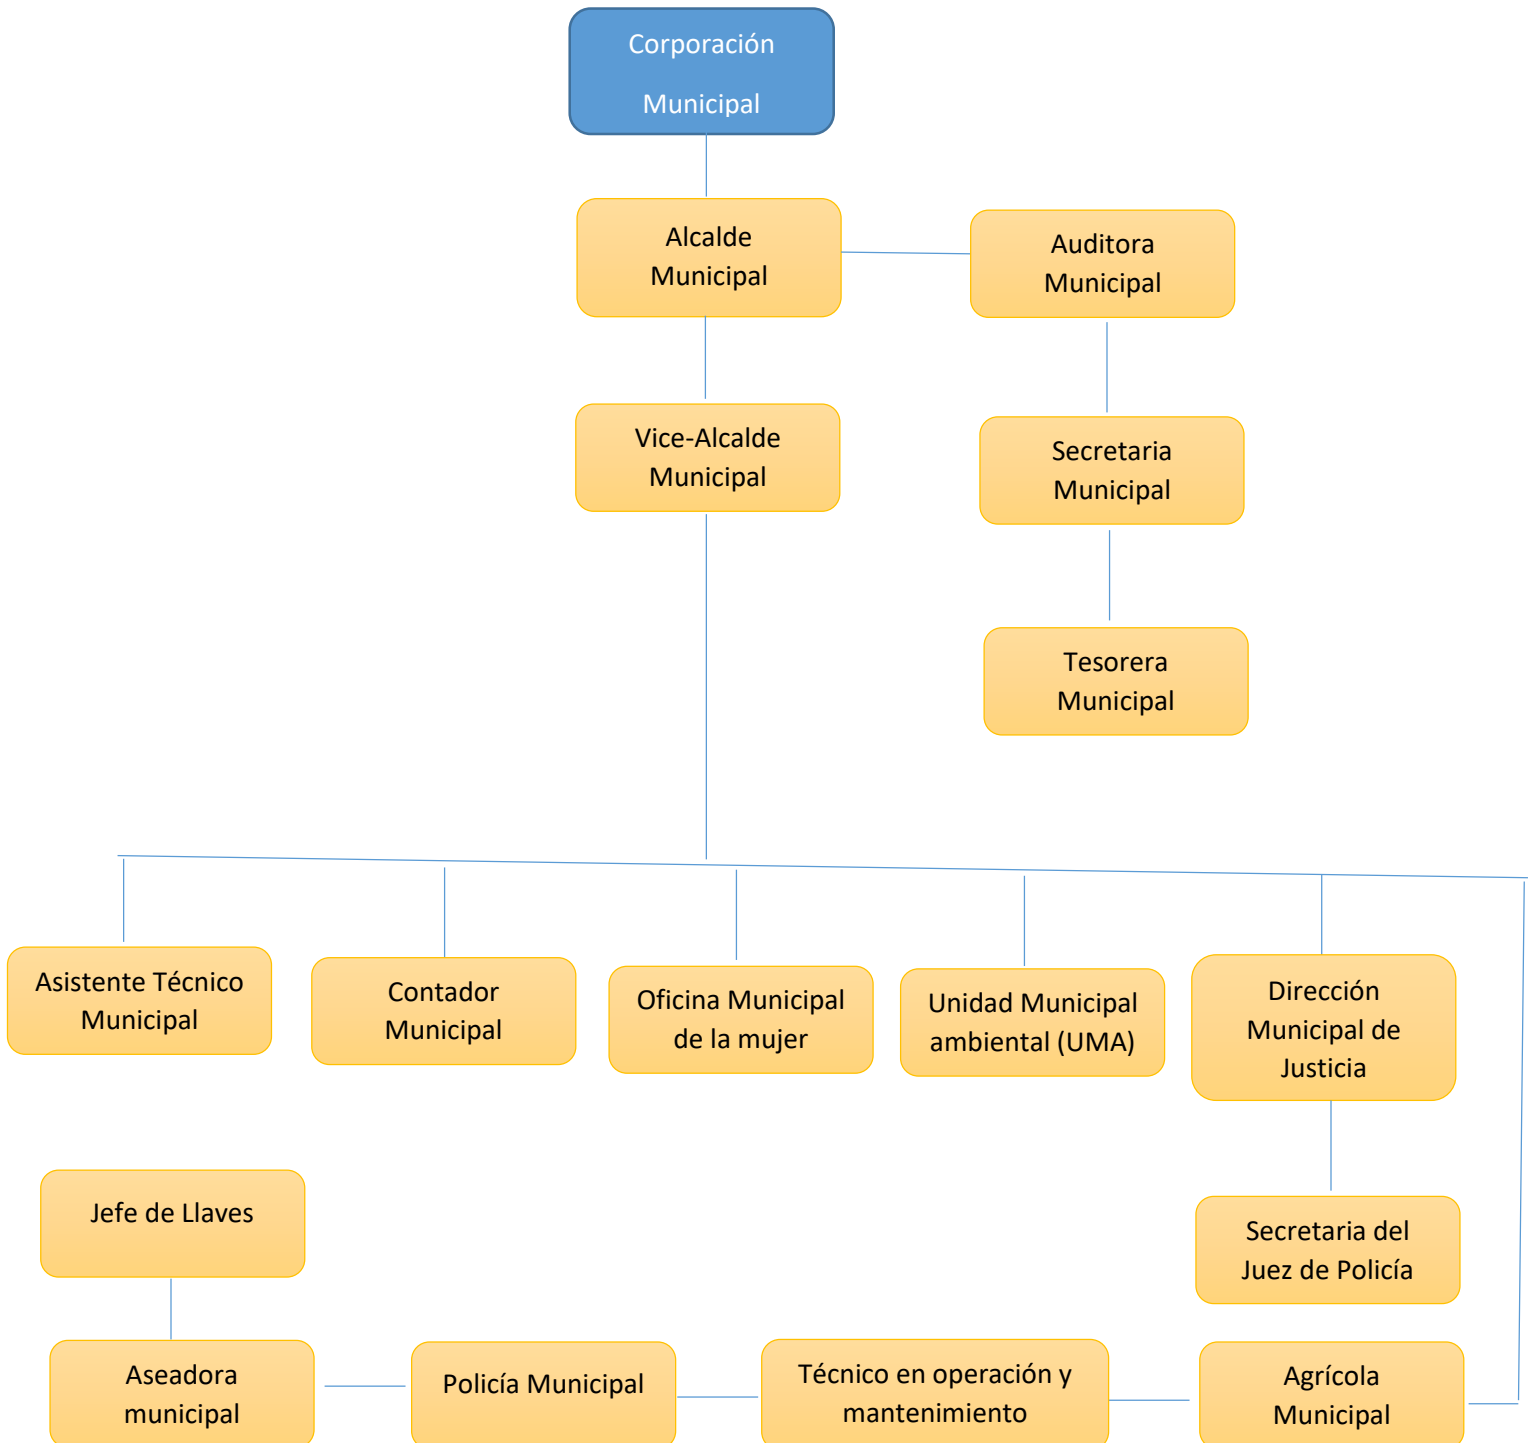 Corporación
Municipal
Alcalde
Municipal
Auditora
Municipal
Vice-Alcalde
Municipal
Secretaria
Municipal
Tesorera
Municipal
Asistente Técnico
Municipal
Contador
Municipal
Oficina Municipal
de la mujer
Unidad Municipal
ambiental (UMA)
Dirección
Municipal de
Justicia
Jefe de Llaves
Secretaria del
Juez de Policía
Aseadora
municipal
Policía Municipal
Técnico en operación y
mantenimiento
Agrícola
Municipal